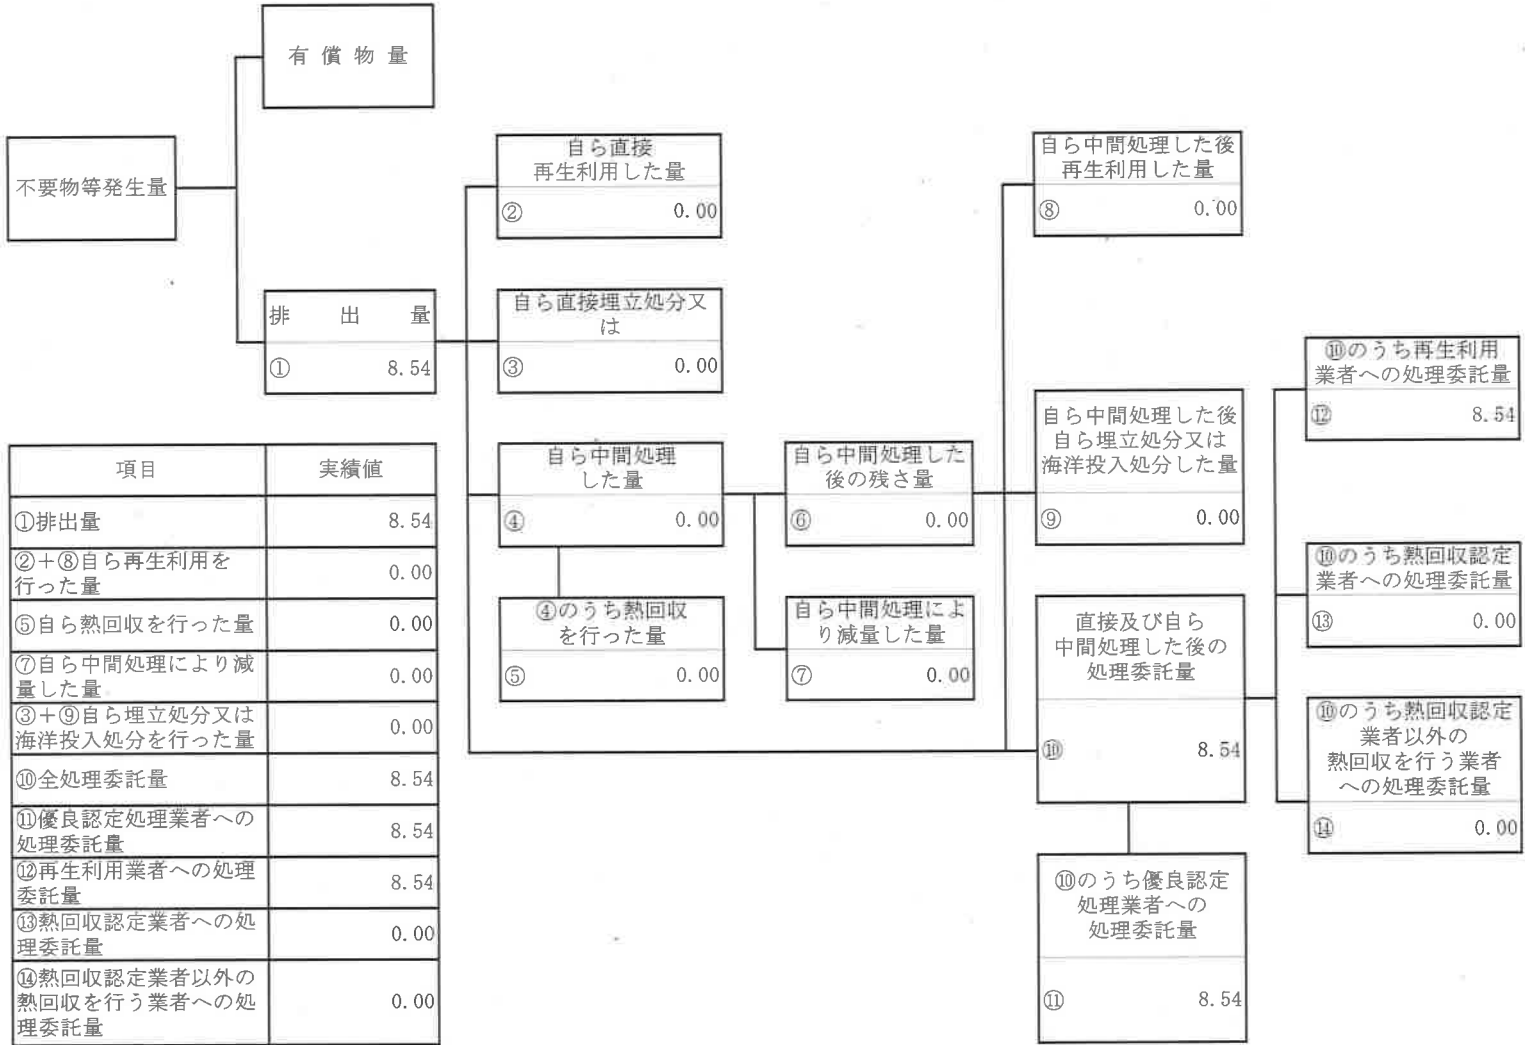 有償物量
不要物等発生量
排出量
① 8.54
自ら直接
再生利用した量
② 0.00
自ら直接埋立処分又
は
③ 0.00
自ら中間処理
した量
④ 0.00
④のうち熱回収
を行った量
⑤ 0.00
自ら中間処理した
後の残さ量
⑥ 0.00
自ら中間処理によ
り減量した量
⑦ 0.00
自ら中間処理した後
再生利用した量
⑧ 0.00
自ら中間処理した後
自ら埋立処分又は
海洋投入処分した量
⑨ 0.00
直接及び自ら
中間処理した後の
処理委託量
⑩ 8.54
⑩のうち優良認定
処理業者への
処理委託量
⑪ 8.54
⑩のうち再生利用
業者への処理委託量
⑫ 8.54
⑩のうち熱回収認定
業者への処理委託量
⑬ 0.00
⑩のうち熱回収認定
業者以外の
熱回収を行う業者
への処理委託量
⑭ 0.00
項目 実績値
①排出量 8.54
②+⑧自ら再生利用を
行った量 0.00
⑤自ら熱回収を行った量 0.00
⑦自ら中間処理により減
量した量 0.00
③+⑨自ら埋立処分又は
海洋投入処分を行った量 0.00
⑩全処理委託量 8.54
⑪優良認定処理業者への
処理委託量 8.54
⑫再生利用業者への処理
委託量 8.54
⑬熱回収認定業者への処
理委託量 0.00
⑭熱回収認定業者以外の
熱回収を行う業者への処
理委託量 0.00